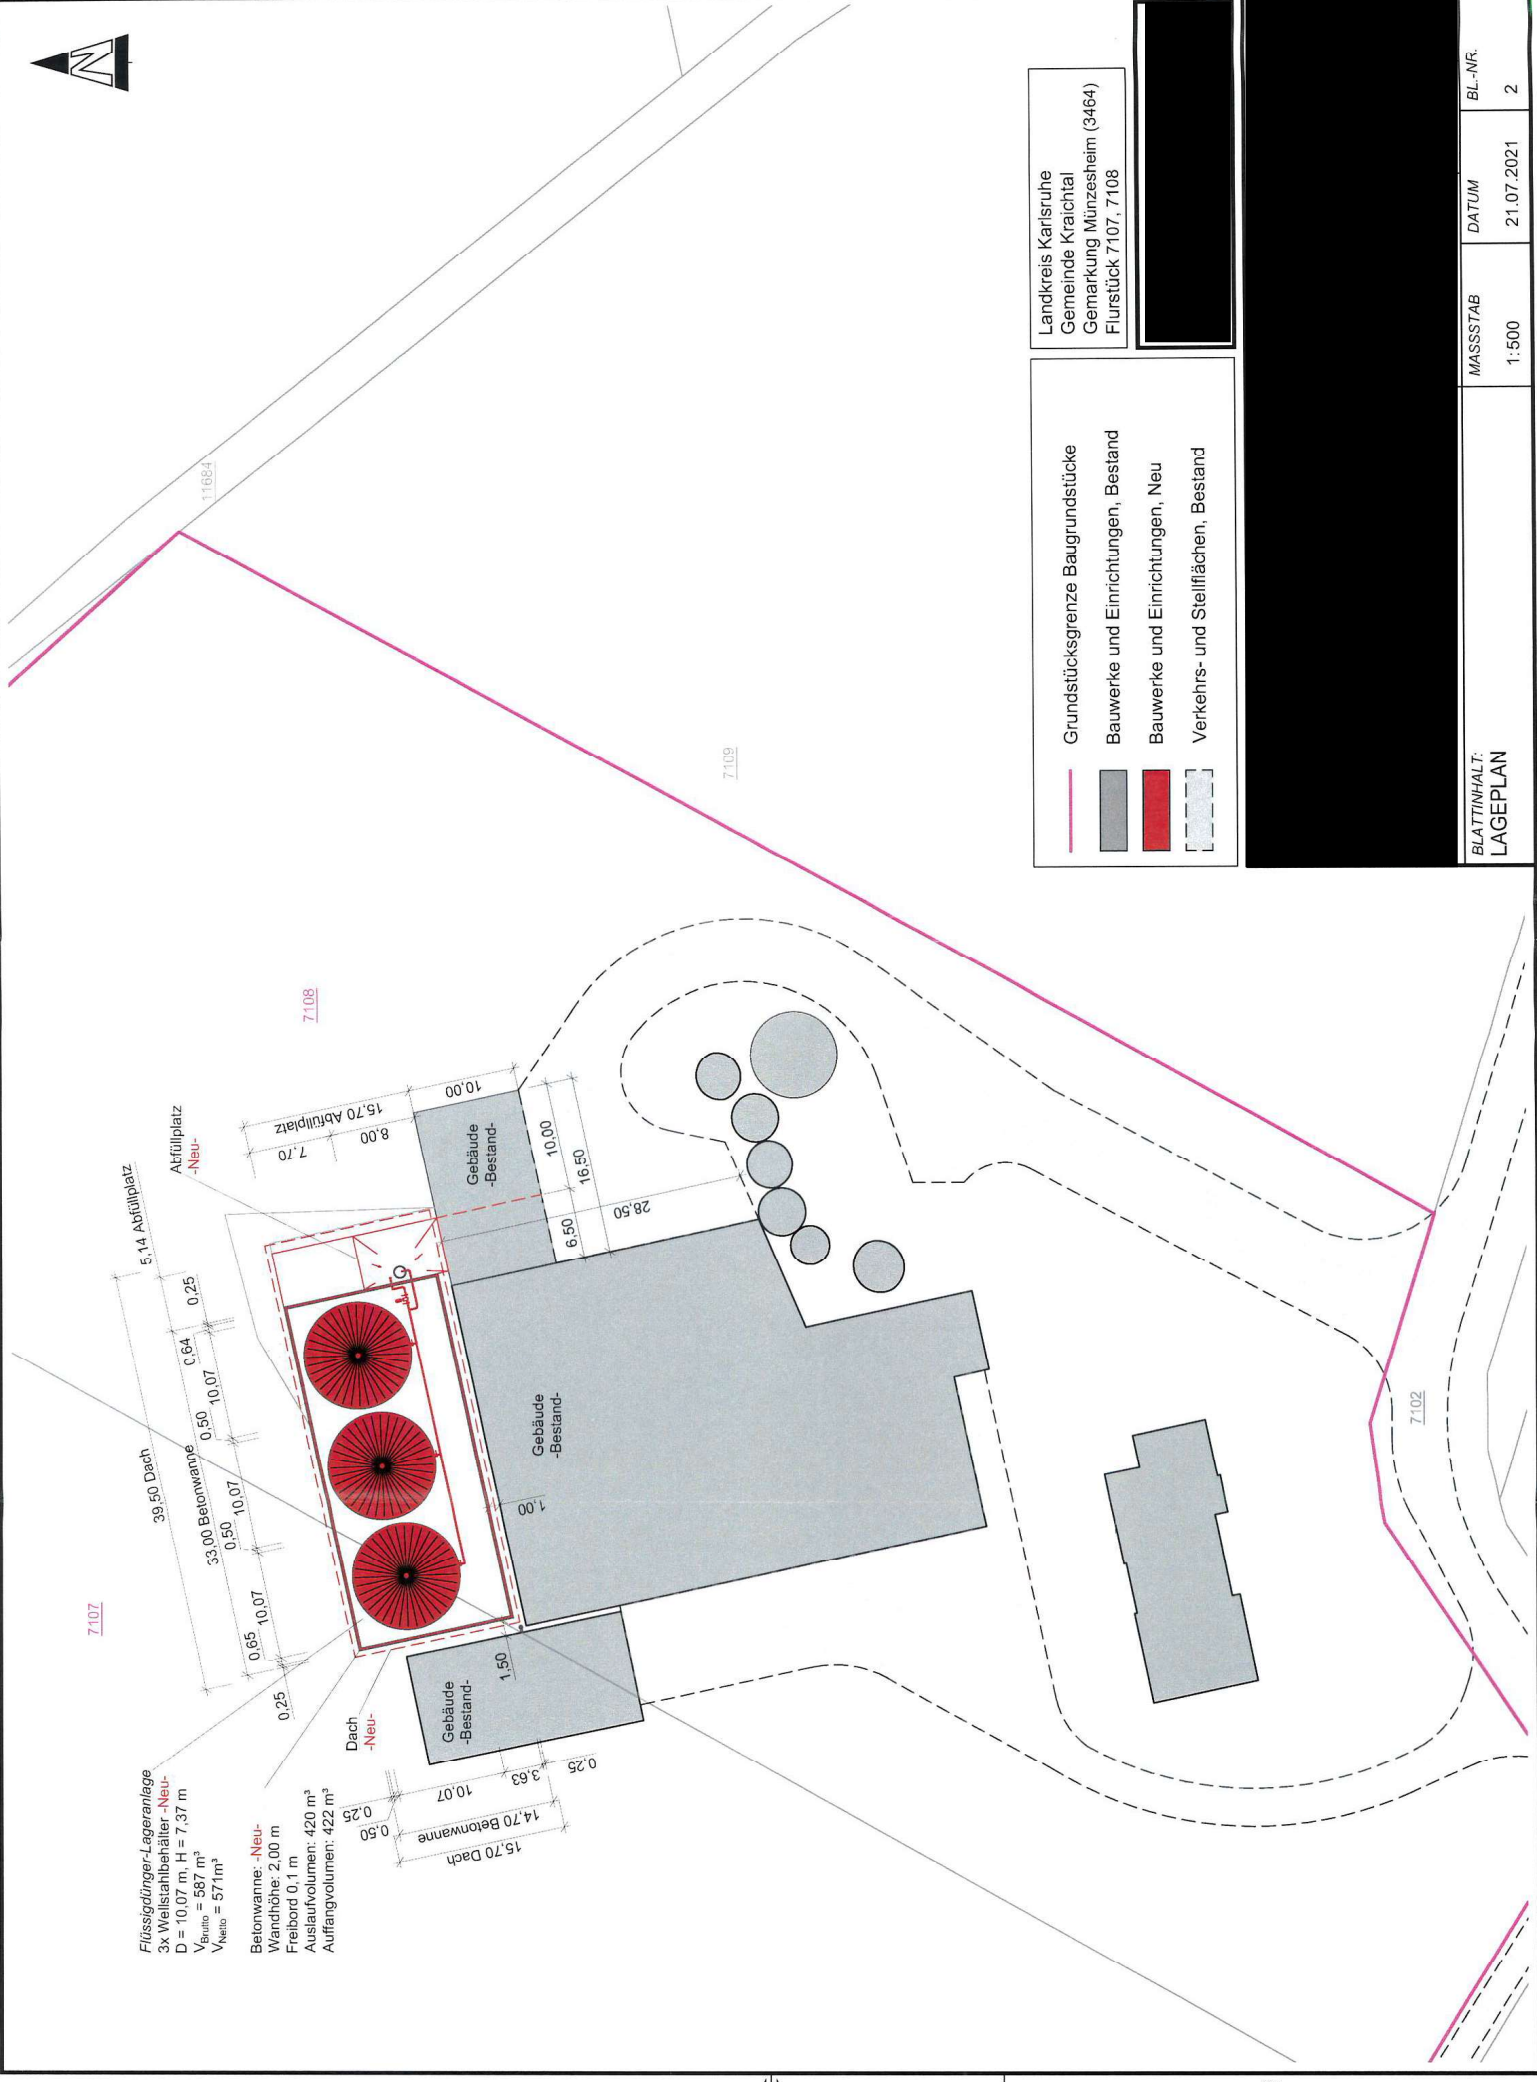 Flüssigdünger-Lageranlage
3x Wellstahlbehälter -Neu-
D = 10,07 m, H = 7,37 m
VBrutto = 587 m³
VNetto = 571m³
Betonwanne: -Neu-
Wandhöhe: 2,00 m
Freibord 0,1 m
Auslaufvolumen: 420 m³
Auffangvolumen: 422 m³
7107
39,50 Dach
5,14 Abfüllplatz
33,00 Betonwanne
0,64
0,25
0,65
10,07
0,50
10,07
0,50
10,07
0,25
Abfüllplatz
-Neu-
7,70
8,00
15,70 Abfüllplatz
10,00
7108
Dach
-Neu-
Gebäude
-Bestand-
1,50
0,25
0,50
10,07
3,63
0,25
14,70 Betonwanne
15,70 Dach
Gebäude
-Bestand-
1,00
Gebäude
-Bestand-
6,50
10,00
16,50
28,50
11684
7109
7102
N
Landkreis Karlsruhe
Gemeinde Kraichtal
Gemarkung Münzesheim (3464)
Flurstück 7107, 7108
Grundstücksgrenze Baugrundstücke
Bauwerke und Einrichtungen, Bestand
Bauwerke und Einrichtungen, Neu
Verkehrs- und Stellflächen, Bestand
BLATTINHALT:
LAGEPLAN
MASSSTAB
1:500
DATUM
21.07.2021
BL.-NR.
2